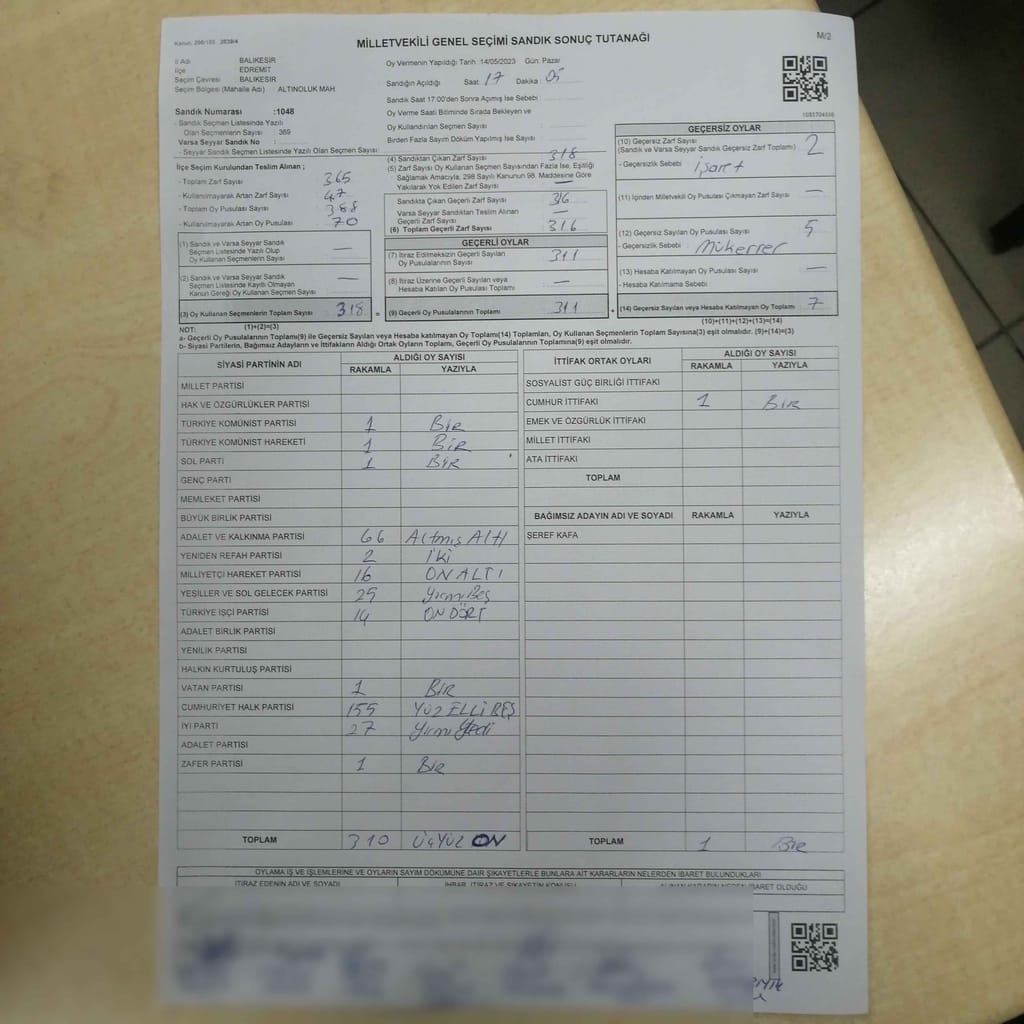 MİLLETVEKİLİ GENEL SEÇİMİ SANDIK SONUÇ TUTANAĞI
M/2
İl Adı BALIKESİR
İlçe EDREMİT
Seçim Çevresi BALIKESİR
Seçim Bölgesi (Mahalle Adı) ALTINOLUK MAH
Oy Vermenin Yapıldığı Tarih :14/05/2023 Gün: Pazar
Sandığın Açıldığı Saat: 17 Dakika: 05
Sandık Saat 17:00'den Sonra Açmış İse Sebebi :
Oy Verme Saati Bitiminde Sırada Bekleyen ve
Oy Kullandırılan Seçmen Sayısı :
Birden Fazla Sayım Döküm Yapılmış İse Sayısı :
Sandık Numarası :1048
- Sandık Seçmen Listesinde Yazılı
Olan Seçmenlerin Sayısı 369
Varsa Seyyar Sandık No :
- Seyyar Sandık Seçmen Listesinde Yazılı Olan Seçmen Sayısı
İlçe Seçim Kurulundan Teslim Alınan ;
- Toplam Zarf Sayısı 365
- Kullanılmayarak Artan Zarf Sayısı 47
- Toplam Oy Pusulası Sayısı 388
- Kullanılmayarak Artan Oy Pusulası 70
(1) Sandık ve Varsa Seyyar Sandık
Seçmen Listesinde Yazılı Olup
Oy Kullanan Seçmenlerin Sayısı —
(2) Sandık ve Varsa Seyyar Sandık
Seçmen Listesinde Kayıtlı Olmayan
Kanun Gereği Oy Kullanan Seçmen Sayısı —
(3) Oy Kullanan Seçmenlerin Toplam Sayısı 318 =
(1)+(2)=(3)
(4) Sandıktan Çıkan Zarf Sayısı 318
(5) Zarf Sayısı Oy Kullanan Seçmen Sayısından Fazla İse, Eşitliği
Sağlamak Amacıyla; 298 Sayılı Kanunun 98. Maddesine Göre
Yakılarak Yok Edilen Zarf Sayısı —
Sandıkta Çıkan Geçerli Zarf Sayısı 316
Varsa Seyyar Sandıktan Teslim Alınan
Geçerli Zarf Sayısı —
(6) Toplam Geçerli Zarf Sayısı 316
GEÇERLİ OYLAR
(7) İtiraz Edilmeksizin Geçerli Sayılan
Oy Pusulalarının Sayısı 311
(8) İtiraz Üzerine Geçerli Sayılan veya
Hesaba Katılan Oy Pusulası Toplamı —
(9) Geçerli Oy Pusulalarının Toplamı 311 +
GEÇERSİZ OYLAR
(10) Geçersiz Zarf Sayısı 2
(Sandık ve Varsa Seyyar Sandık Geçersiz Zarf Toplamı)
- Geçersizlik Sebebi işaret
(11) İçinden Milletvekili Oy Pusulası Çıkmayan Zarf Sayısı —
(12) Geçersiz Sayılan Oy Pusulası Sayısı 5
- Geçersizlik Sebebi Mükerrer
(13) Hesaba Katılmayan Oy Pusulası Sayısı —
- Hesaba Katılmama Sebebi
(14) Geçersiz Sayılan veya Hesaba Katılmayan Oy Toplamı 7
(10)+(11)+(12)+(13)=(14)
NOT:
a- Geçerli Oy Pusulalarının Toplamı(9) ile Geçersiz Sayılan veya Hesaba katılmayan Oy Toplamı(14) Toplamları, Oy Kullanan Seçmenlerin Toplam Sayısına(3) eşit olmalıdır. (9)+(14)=(3)
b- Siyasi Partilerin, Bağımsız Adayların ve İttifakların Aldığı Ortak Oyların Toplamı, Geçerli Oy Pusulalarının Toplamına(9) eşit olmalıdır.
SİYASİ PARTİNİN ADI ALDIĞI OY SAYISI
RAKAMLA YAZIYLA
MİLLET PARTİSİ
HAK VE ÖZGÜRLÜKLER PARTİSİ
TÜRKİYE KOMÜNİST PARTİSİ 1 BİR
TÜRKİYE KOMÜNİST HAREKETİ 1 BİR
SOL PARTİ 1 BİR
GENÇ PARTİ
MEMLEKET PARTİSİ
BÜYÜK BİRLİK PARTİSİ
ADALET VE KALKINMA PARTİSİ 66 Altmış Altı
YENİDEN REFAH PARTİSİ 2 iki
MİLLİYETÇİ HAREKET PARTİSİ 16 ON ALTI
YEŞİLLER VE SOL GELECEK PARTİSİ 25 Yirmi Beş
TÜRKİYE İŞÇİ PARTİSİ 14 ON DÖRT
ADALET BİRLİK PARTİSİ
YENİLİK PARTİSİ
HALKIN KURTULUŞ PARTİSİ
VATAN PARTİSİ 1 BİR
CUMHURİYET HALK PARTİSİ 155 YÜZ ELLİ BEŞ
İYİ PARTİ 27 Yirmi Yedi
ADALET PARTİSİ
ZAFER PARTİSİ 1 BİR
TOPLAM 310 ÜÇYÜZ ON
İTTİFAK ORTAK OYLARI ALDIĞI OY SAYISI
RAKAMLA YAZIYLA
SOSYALİST GÜÇ BİRLİĞİ İTTİFAKI
CUMHUR İTTİFAKI 1 BİR
EMEK VE ÖZGÜRLÜK İTTİFAKI
MİLLET İTTİFAKI
ATA İTTİFAKI
TOPLAM
BAĞIMSIZ ADAYIN ADI VE SOYADI RAKAMLA YAZIYLA
ŞEREF KAFA
TOPLAM 1 BİR
OYLAMA İŞ VE İŞLEMLERİNE VE OYLARIN SAYIM DÖKÜMÜNE DAİR ŞİKAYETLERLE BUNLARA AİT KARARLARIN NELERDEN İBARET BULUNDUKLARI
İTİRAZ EDENİN ADI VE SOYADI